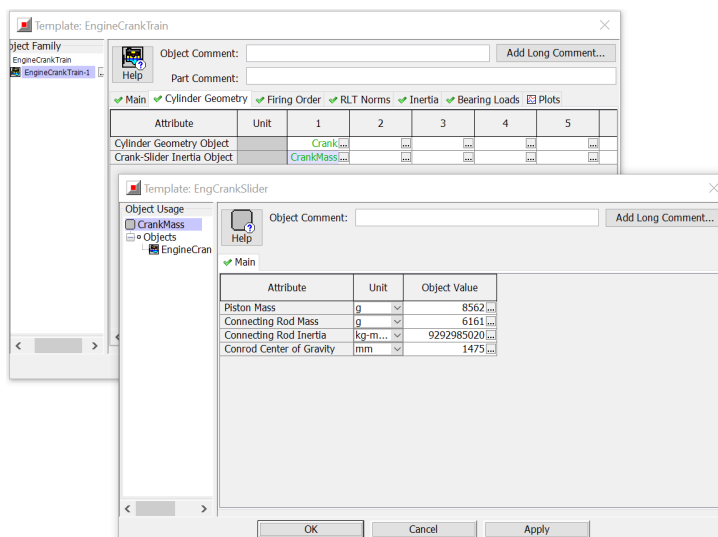 Template: EngineCrankTrain
bject Family
EngineCrankTrain
EngineCrankTrain-1
Help
Object Comment:
Add Long Comment...
Part Comment:
Main Cylinder Geometry Firing Order RLT Norms Inertia Bearing Loads Plots
Attribute Unit 1 2 3 4 5
Cylinder Geometry Object Crank ... ... ... ... ...
Crank-Slider Inertia Object CrankMass ... ... ... ... ...
Template: EngCrankSlider
Object Usage
CrankMass
Objects
EngineCran
Help
Object Comment:
Add Long Comment...
Main
Attribute Unit Object Value
Piston Mass g 8562 ...
Connecting Rod Mass g 6161 ...
Connecting Rod Inertia kg-m... 9292985020 ...
Conrod Center of Gravity mm 1475 ...
OK Cancel Apply